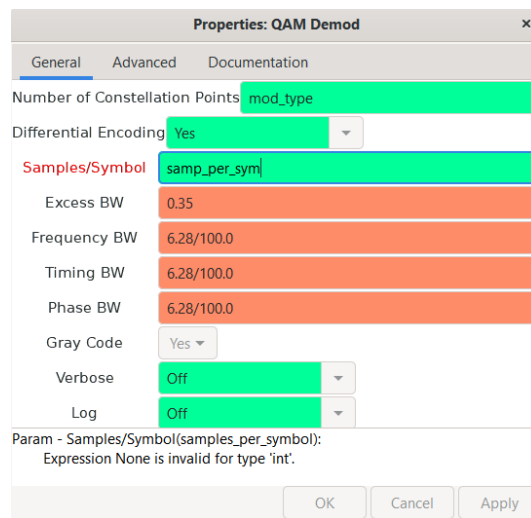 Properties: QAM Demod ×
General Advanced Documentation
Number of Constellation Points mod_type
Differential Encoding Yes
Samples/Symbol samp_per_sym
Excess BW 0.35
Frequency BW 6.28/100.0
Timing BW 6.28/100.0
Phase BW 6.28/100.0
Gray Code Yes
Verbose Off
Log Off
Param - Samples/Symbol(samples_per_symbol):
Expression None is invalid for type 'int'.
OK Cancel Apply